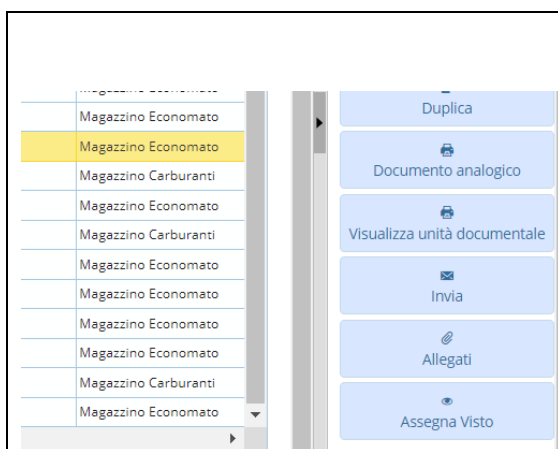 Magazzino Economato
Magazzino Economato
Magazzino Carburanti
Magazzino Economato
Magazzino Carburanti
Magazzino Economato
Magazzino Economato
Magazzino Economato
Magazzino Economato
Magazzino Carburanti
Magazzino Economato
Duplica
Documento analogico
Visualizza unità documentale
Invia
Allegati
Assegna Visto